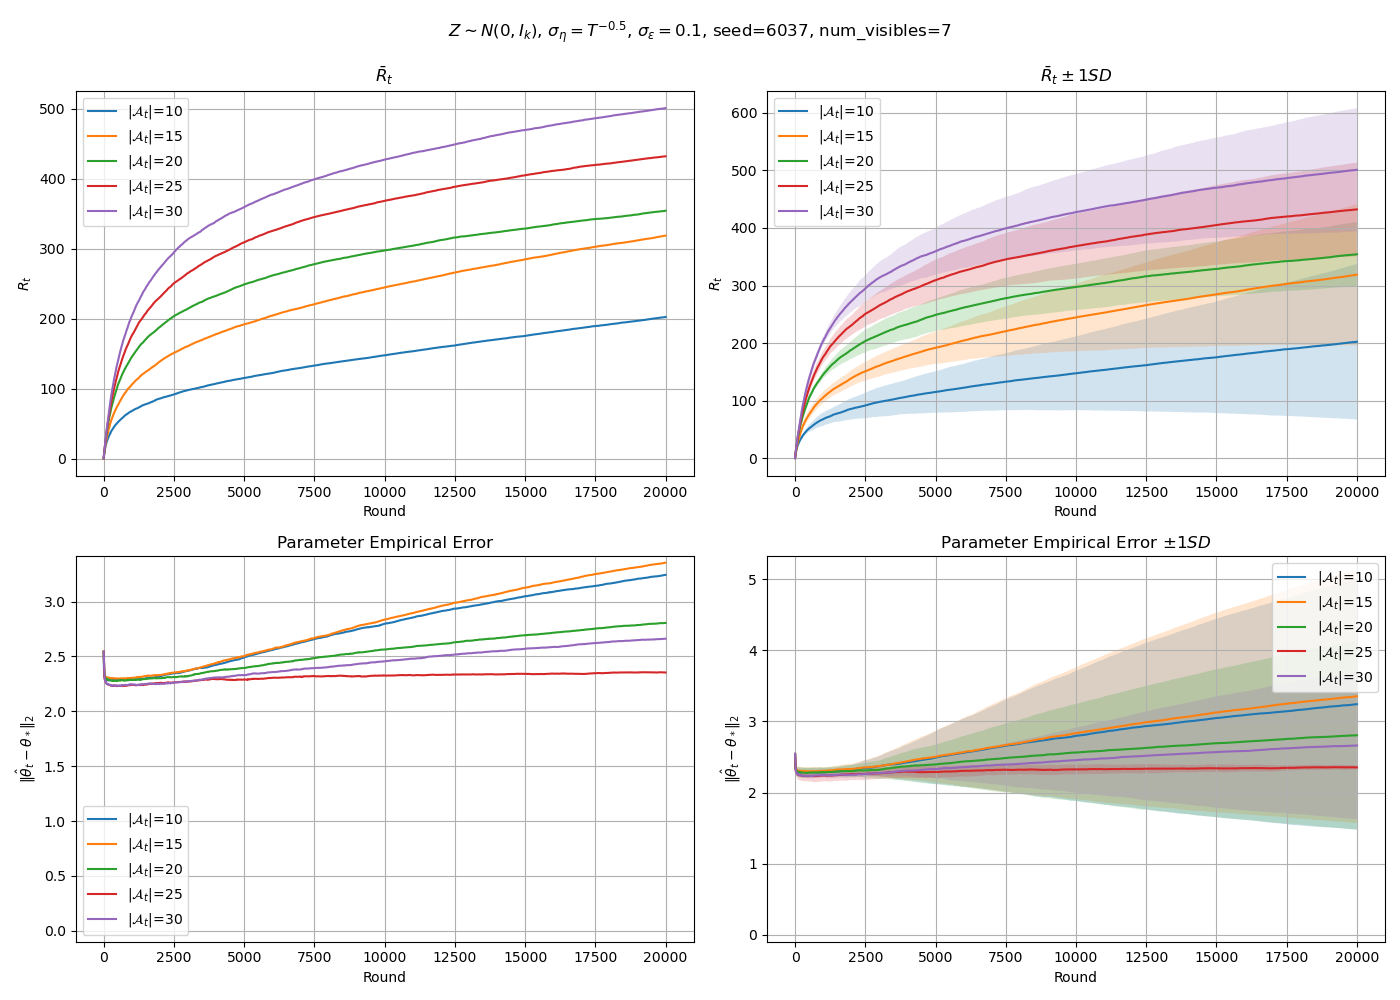 Z ∼ N(0, I_k), σ_η = T^{−0.5}, σ_ε = 0.1, seed=6037, num_visibles=7
R̄_t
R_t
500
400
300
200
100
0
|𝒜_t|=10
|𝒜_t|=15
|𝒜_t|=20
|𝒜_t|=25
|𝒜_t|=30
0 2500 5000 7500 10000 12500 15000 17500 20000
Round
R̄_t ± 1SD
R_t
600
500
400
300
200
100
0
|𝒜_t|=10
|𝒜_t|=15
|𝒜_t|=20
|𝒜_t|=25
|𝒜_t|=30
0 2500 5000 7500 10000 12500 15000 17500 20000
Round
Parameter Empirical Error
‖θ̂_t − θ_*‖_2
3.0
2.5
2.0
1.5
1.0
0.5
0.0
|𝒜_t|=10
|𝒜_t|=15
|𝒜_t|=20
|𝒜_t|=25
|𝒜_t|=30
0 2500 5000 7500 10000 12500 15000 17500 20000
Round
Parameter Empirical Error ±1SD
‖θ̂_t − θ_*‖_2
5
4
3
2
1
0
|𝒜_t|=10
|𝒜_t|=15
|𝒜_t|=20
|𝒜_t|=25
|𝒜_t|=30
0 2500 5000 7500 10000 12500 15000 17500 20000
Round